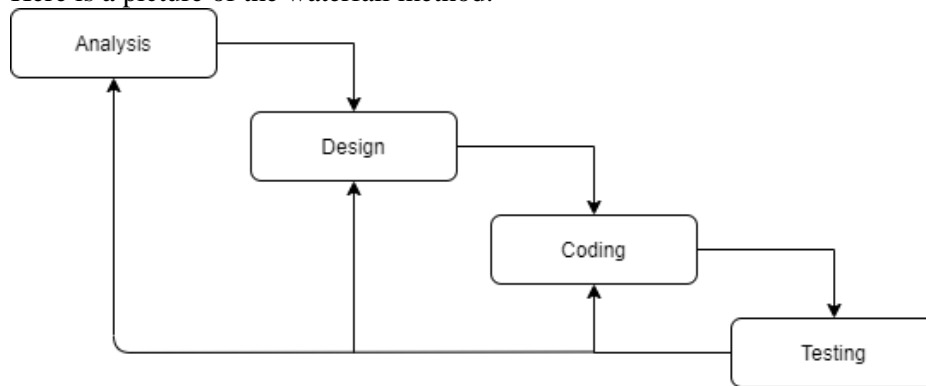 Here is a picture of the waterfall method.
Analysis
Design
Coding
Testing